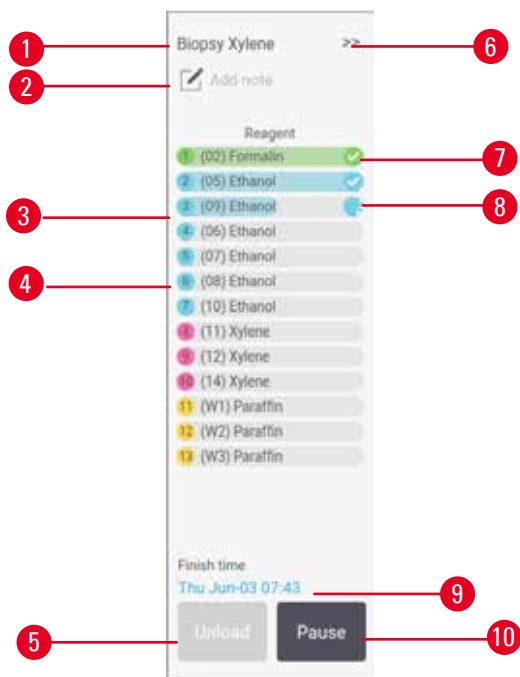 1 Biopsy Xylene >> 6
2 Add note
Reagent
1 (02) Formalin 7
2 (05) Ethanol
3 3 (09) Ethanol 8
4 (06) Ethanol
5 (07) Ethanol
4 6 (08) Ethanol
7 (10) Ethanol
8 (11) Xylene
9 (12) Xylene
10 (14) Xylene
11 (W1) Paraffin
12 (W2) Paraffin
13 (W3) Paraffin
Finish time
Thu Jun-03 07:43 9
5 Unload Pause 10